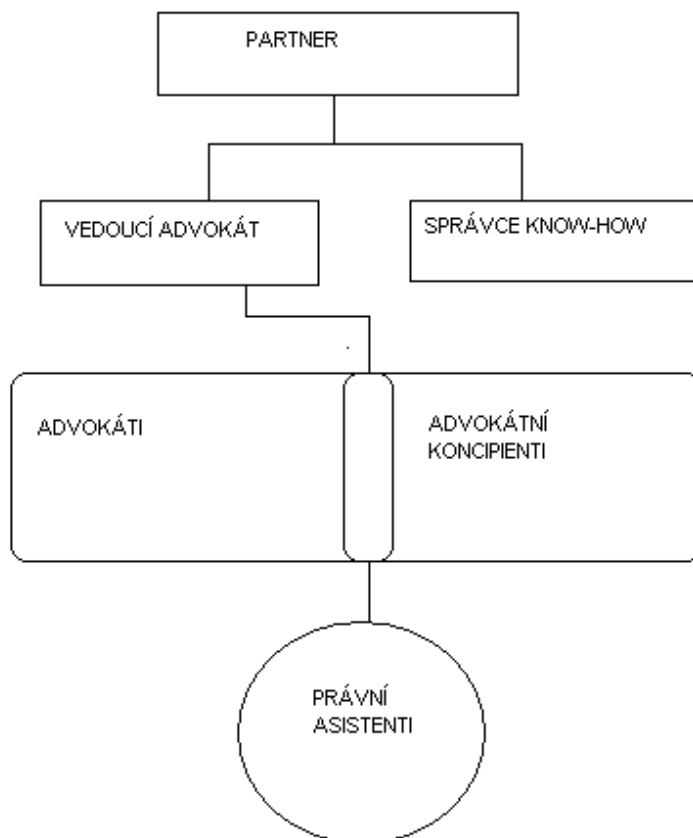 PARTNER
VEDOUCÍ ADVOKÁT
SPRÁVCE KNOW-HOW
ADVOKÁTI
ADVOKÁTNÍ
KONCIPIENTI
PRÁVNÍ
ASISTENTI